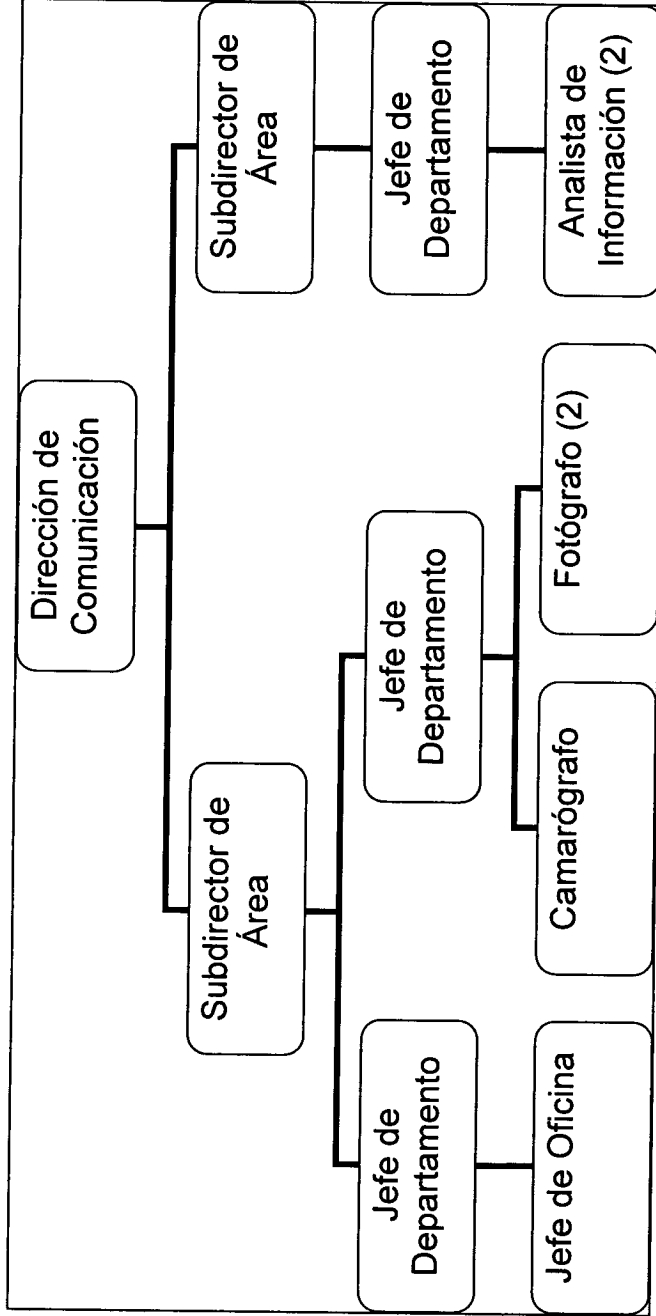 Dirección de
Comunicación
Subdirector de
Área
Subdirector de
Área
Jefe de
Departamento
Jefe de
Departamento
Jefe de
Departamento
Jefe de Oficina
Camarógrafo
Fotógrafo (2)
Analista de
Información (2)